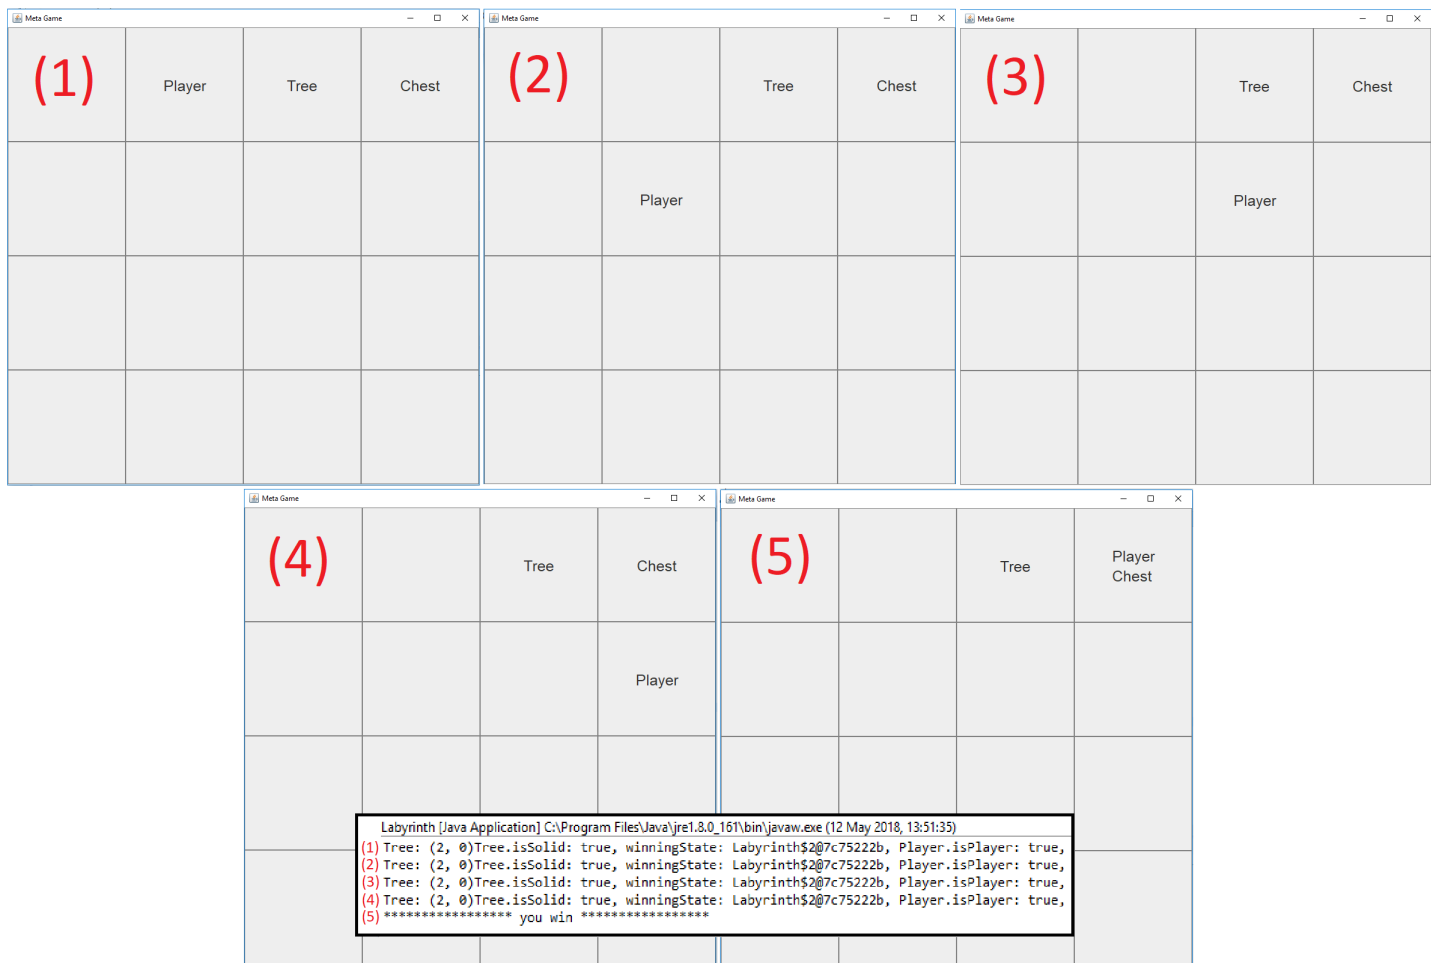 Meta Game
(1)
Player
Tree
Chest
Meta Game
(2)
Tree
Chest
Player
Meta Game
(3)
Tree
Chest
Player
Meta Game
(4)
Tree
Chest
Player
Meta Game
(5)
Tree
Player
Chest
Labyrinth [Java Application] C:\Program Files\Java\jre1.8.0_161\bin\javaw.exe (12 May 2018, 13:51:35)
(1) Tree: (2, 0)Tree.isSolid: true, winningState: Labyrinth$2@7c75222b, Player.isPlayer: true,
(2) Tree: (2, 0)Tree.isSolid: true, winningState: Labyrinth$2@7c75222b, Player.isPlayer: true,
(3) Tree: (2, 0)Tree.isSolid: true, winningState: Labyrinth$2@7c75222b, Player.isPlayer: true,
(4) Tree: (2, 0)Tree.isSolid: true, winningState: Labyrinth$2@7c75222b, Player.isPlayer: true,
(5) ***************** you win *****************